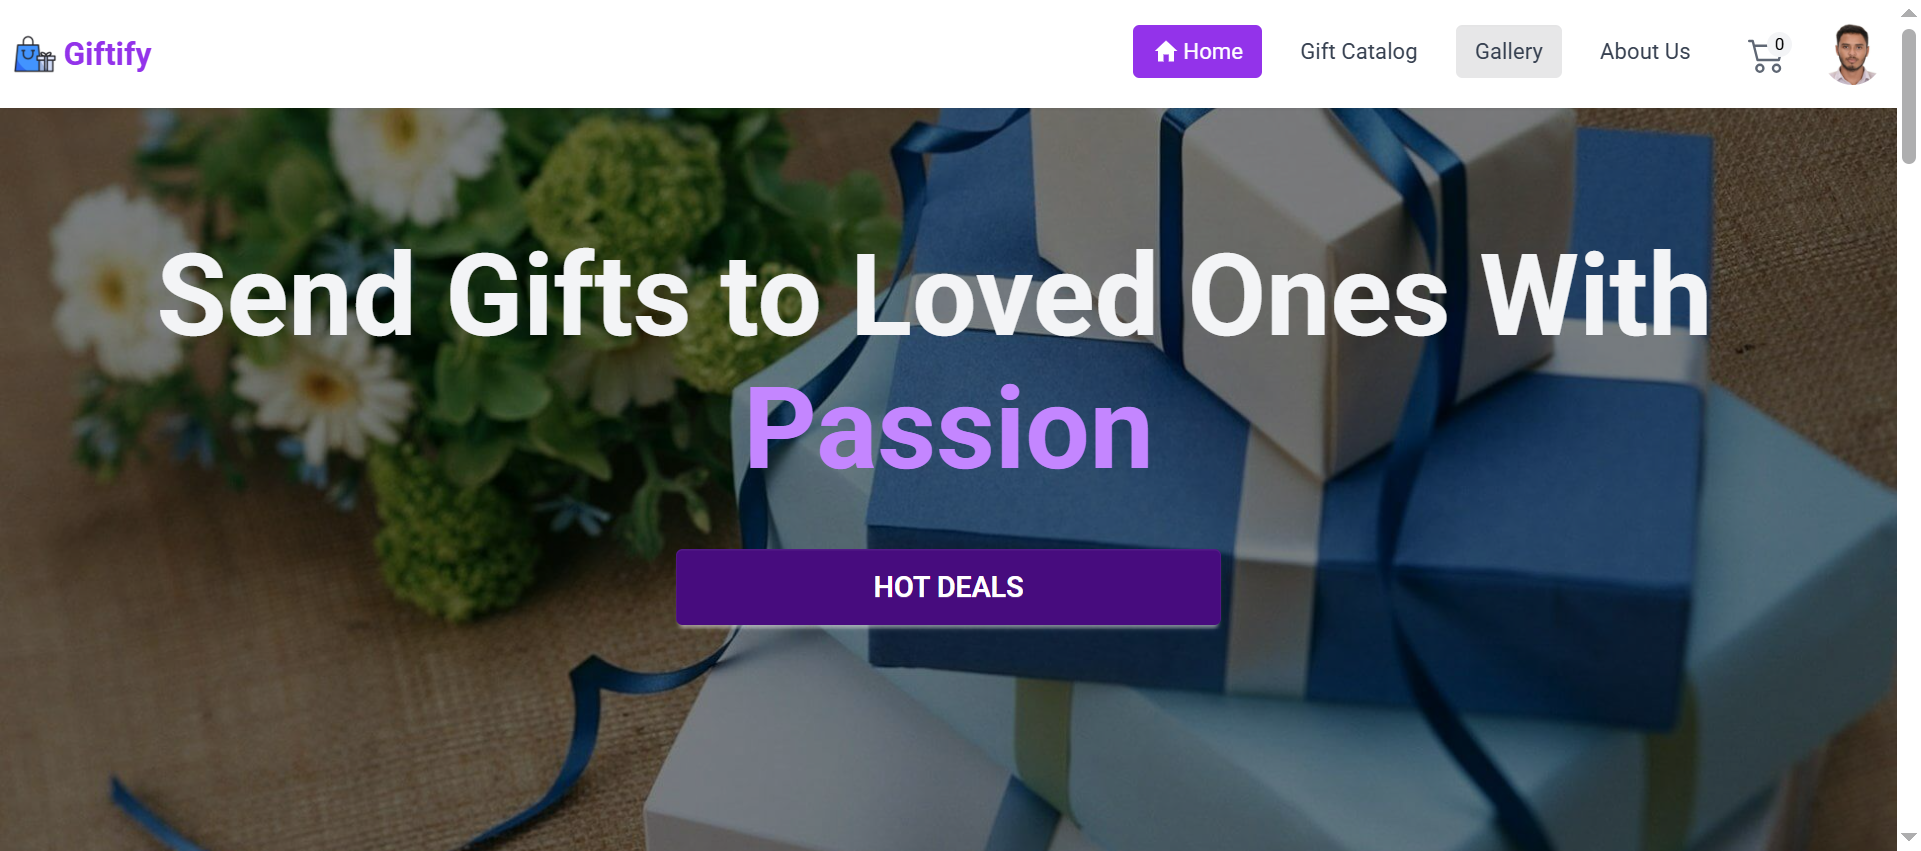 Giftify
Home
Gift Catalog
Gallery
About Us
0
Send Gifts to Loved Ones With
Passion
HOT DEALS